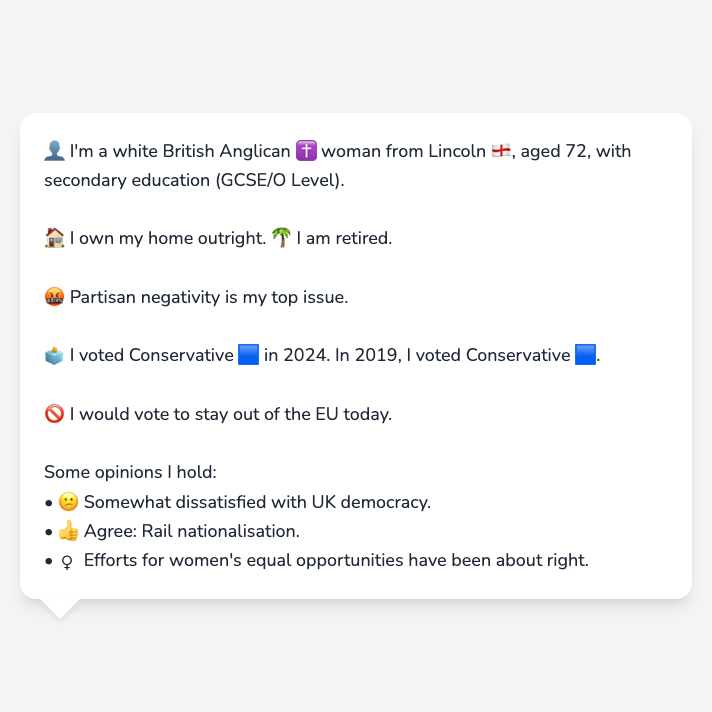 👤 I'm a white British Anglican ✝️ woman from Lincoln 🏴󠁧󠁢󠁥󠁮󠁧󠁿, aged 72, with
secondary education (GCSE/O Level).
🏠 I own my home outright. 🌴 I am retired.
🤬 Partisan negativity is my top issue.
🗳️ I voted Conservative 🟦 in 2024. In 2019, I voted Conservative 🟦.
🚫 I would vote to stay out of the EU today.
Some opinions I hold:
• 🙁 Somewhat dissatisfied with UK democracy.
• 👍 Agree: Rail nationalisation.
• ♀ Efforts for women's equal opportunities have been about right.